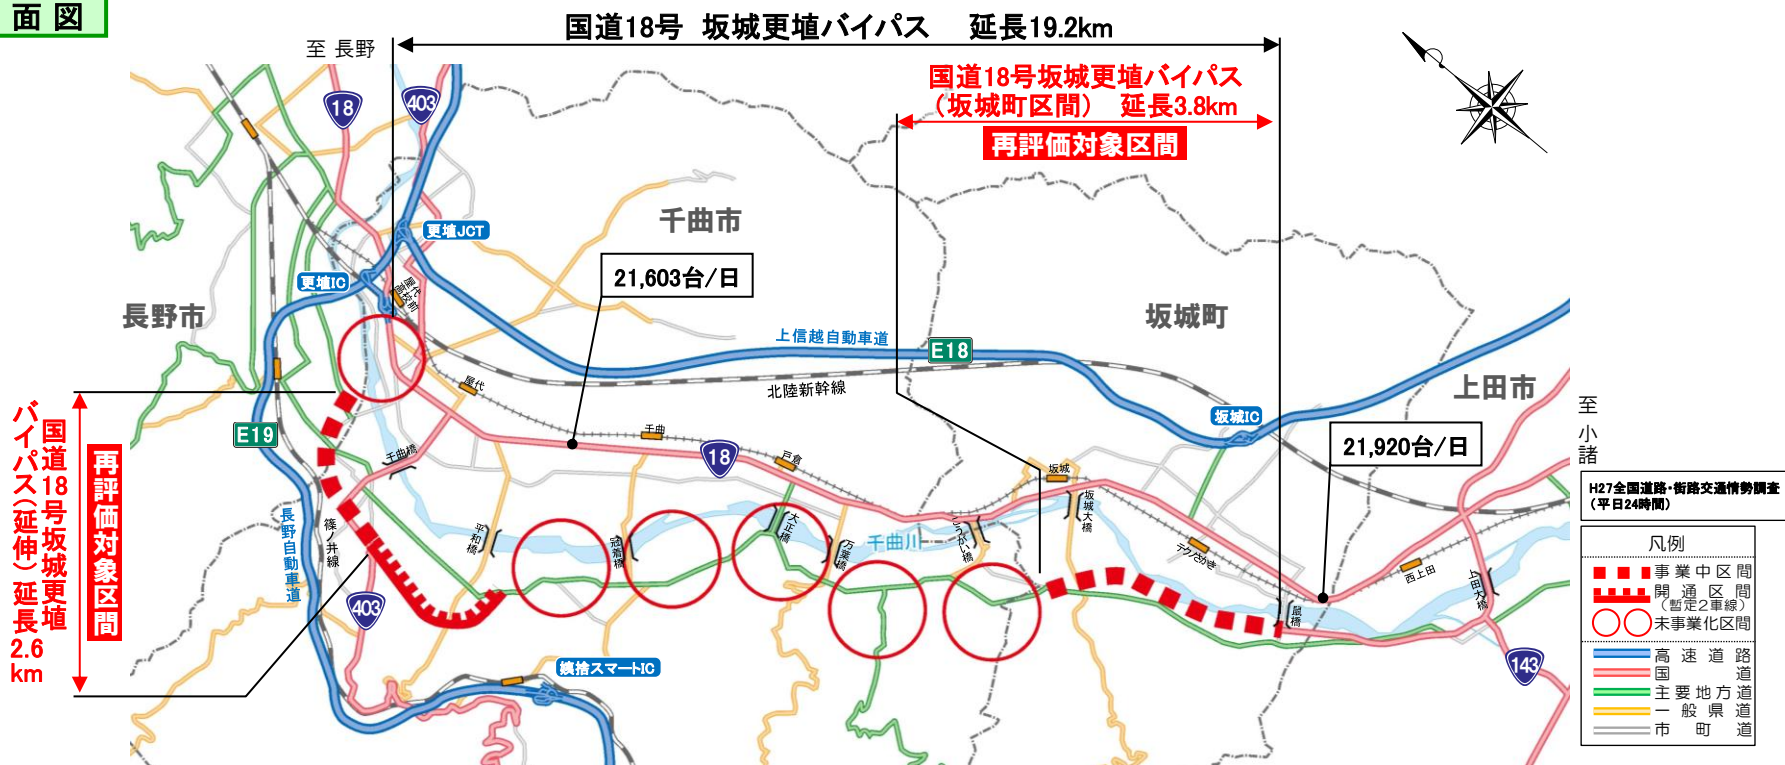 面図
国道18号 坂城更埴バイパス 延長19.2km
至 長野
国道18号坂城更埴バイパス
（坂城町区間） 延長3.8km
再評価対象区間
18
403
千曲市
更埴JCT
更埴IC
屋代
高校前
21,603台/日
長野市
坂城町
上信越自動車道
E18
北陸新幹線
上田市
屋代
坂城IC
至 小諸
E19
千曲
18
戸倉
21,920台/日
千曲橋
坂城
H27全国道路・街路交通情勢調査
（平日24時間）
国道18号坂城更埴
バイパス（延伸）延長2.6km
再評価対象区間
長野自動車道
篠ノ井線
平和橋
冠着橋
大正橋
万葉橋
千曲川
坂城大橋
テクノさかき
西上田
上田大橋
鼠橋
403
姨捨スマートIC
143
凡例
事業中区間
開通区間
（暫定2車線）
未事業化区間
高速道路
国道
主要地方道
一般県道
市町道